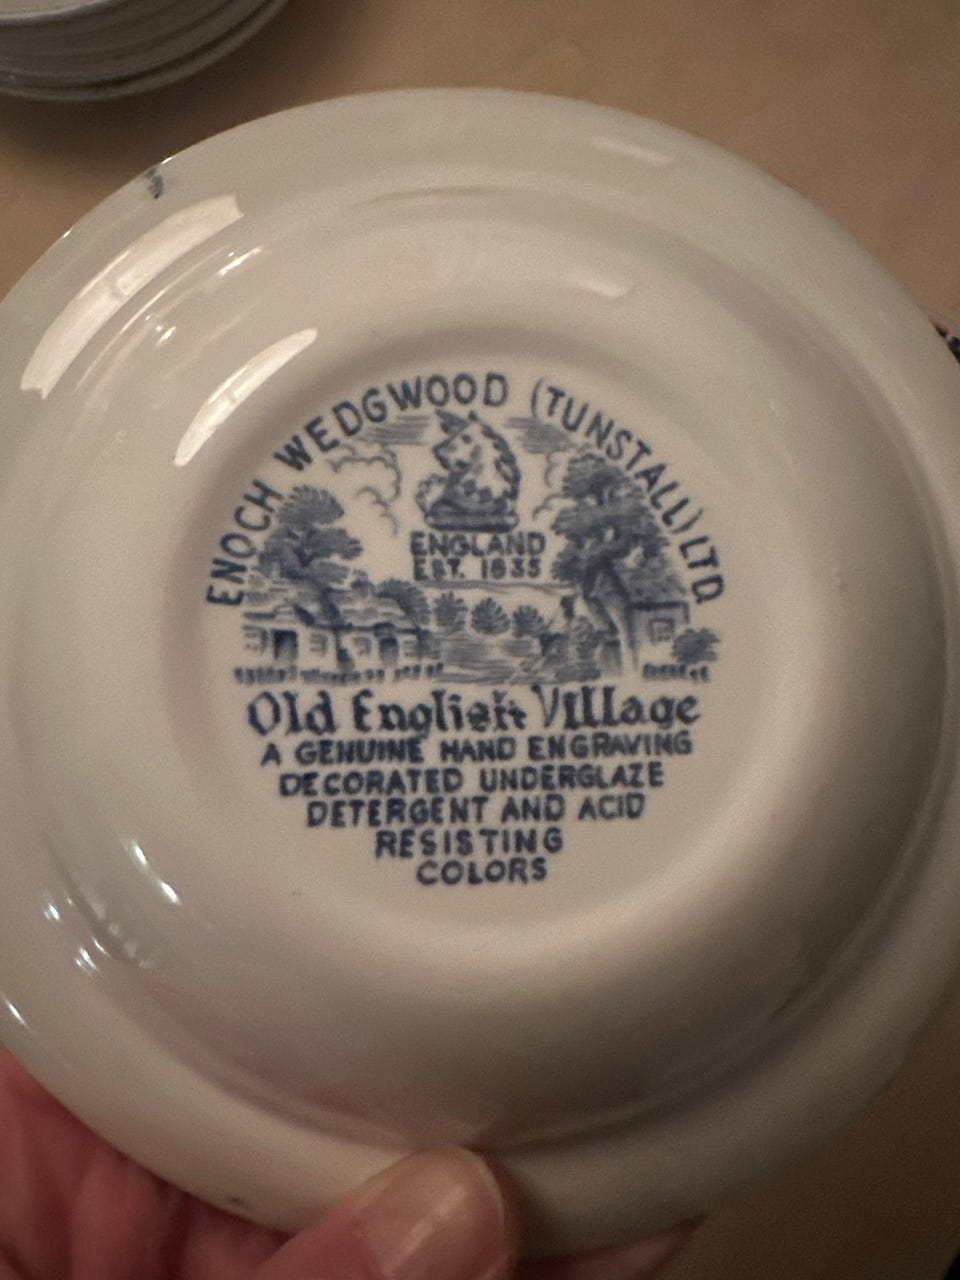 ENOCH WEDGWOOD (TUNSTALL) LTD
ENGLAND
EST. 1835
Old English Village
A GENUINE HAND ENGRAVING
DECORATED UNDERGLAZE
DETERGENT AND ACID
RESISTING
COLORS